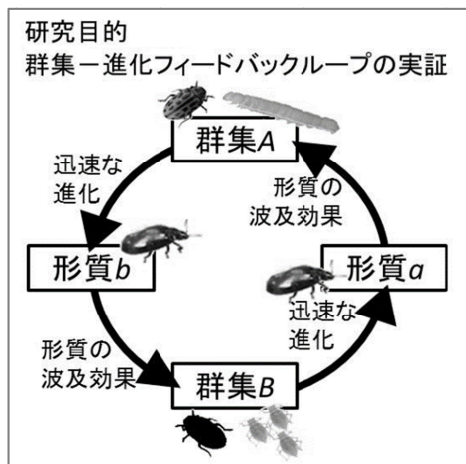 研究目的
群集－進化フィードバックループの実証
群集A
迅速な
進化
形質の
波及効果
形質b
形質a
迅速な
進化
形質の
波及効果
群集B